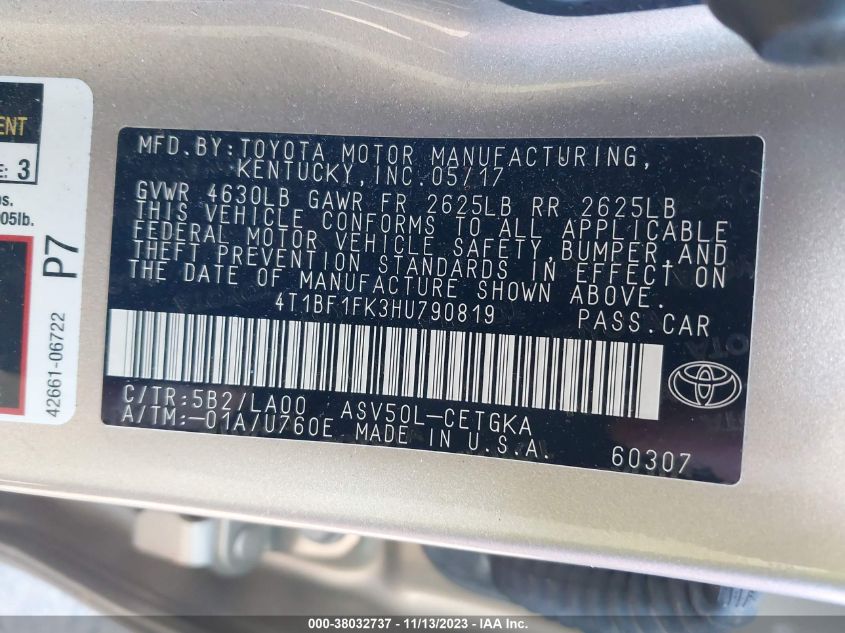 ENT
E: 3
s.
005lb.
P7
42661-06722
MFD.BY:TOYOTA MOTOR MANUFACTURING,
KENTUCKY,INC.05/17
GVWR 4630LB GAWR FR 2625LB RR 2625LB
THIS VEHICLE CONFORMS TO ALL APPLICABLE
FEDERAL MOTOR VEHICLE SAFETY,BUMPER,AND
THEFT PREVENTION STANDARDS IN EFFECT ON
THE DATE OF MANUFACTURE SHOWN ABOVE.
4T1BF1FK3HU790819 PASS.CAR
C/TR:5B2/LA00 ASV50L-CETGKA
A/TM:-01A/U760E MADE IN U.S.A. 60307
000-38032737 - 11/13/2023 - © IAA, Inc.